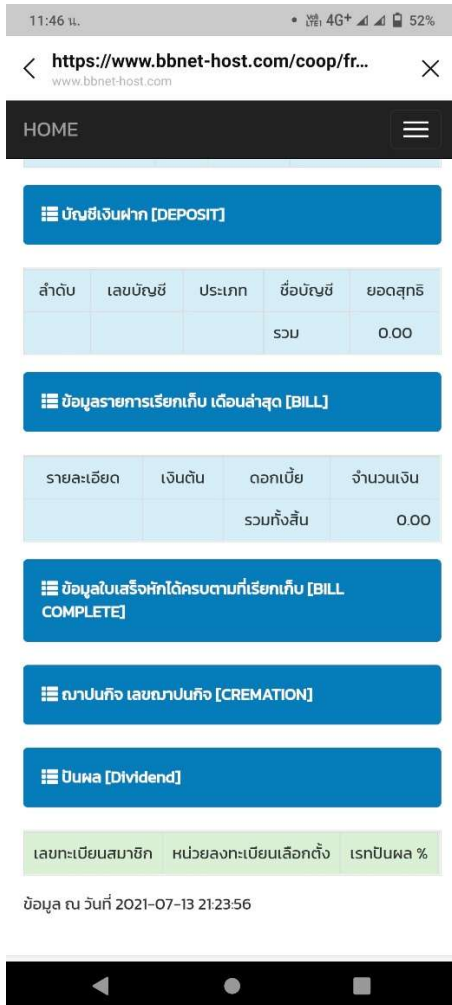 11:46 น.
Vo) LTE1 4G+ 52%
https://www.bbnet-host.com/coop/fr...
www.bbnet-host.com
HOME
บัญชีเงินฝาก [DEPOSIT]
ลำดับ เลขบัญชี ประเภท ชื่อบัญชี ยอดสุทธิ
รวม 0.00
ข้อมูลรายการเรียกเก็บ เดือนล่าสุด [BILL]
รายละเอียด เงินต้น ดอกเบี้ย จำนวนเงิน
รวมทั้งสิ้น 0.00
ข้อมูลใบเสร็จหักได้ครบตามที่เรียกเก็บ [BILL
COMPLETE]
ฌาปนกิจ เลขฌาปนกิจ [CREMATION]
ปันผล [Dividend]
เลขทะเบียนสมาชิก หน่วยลงทะเบียนเลือกตั้ง เรทปันผล %
ข้อมูล ณ วันที่ 2021-07-13 21:23:56